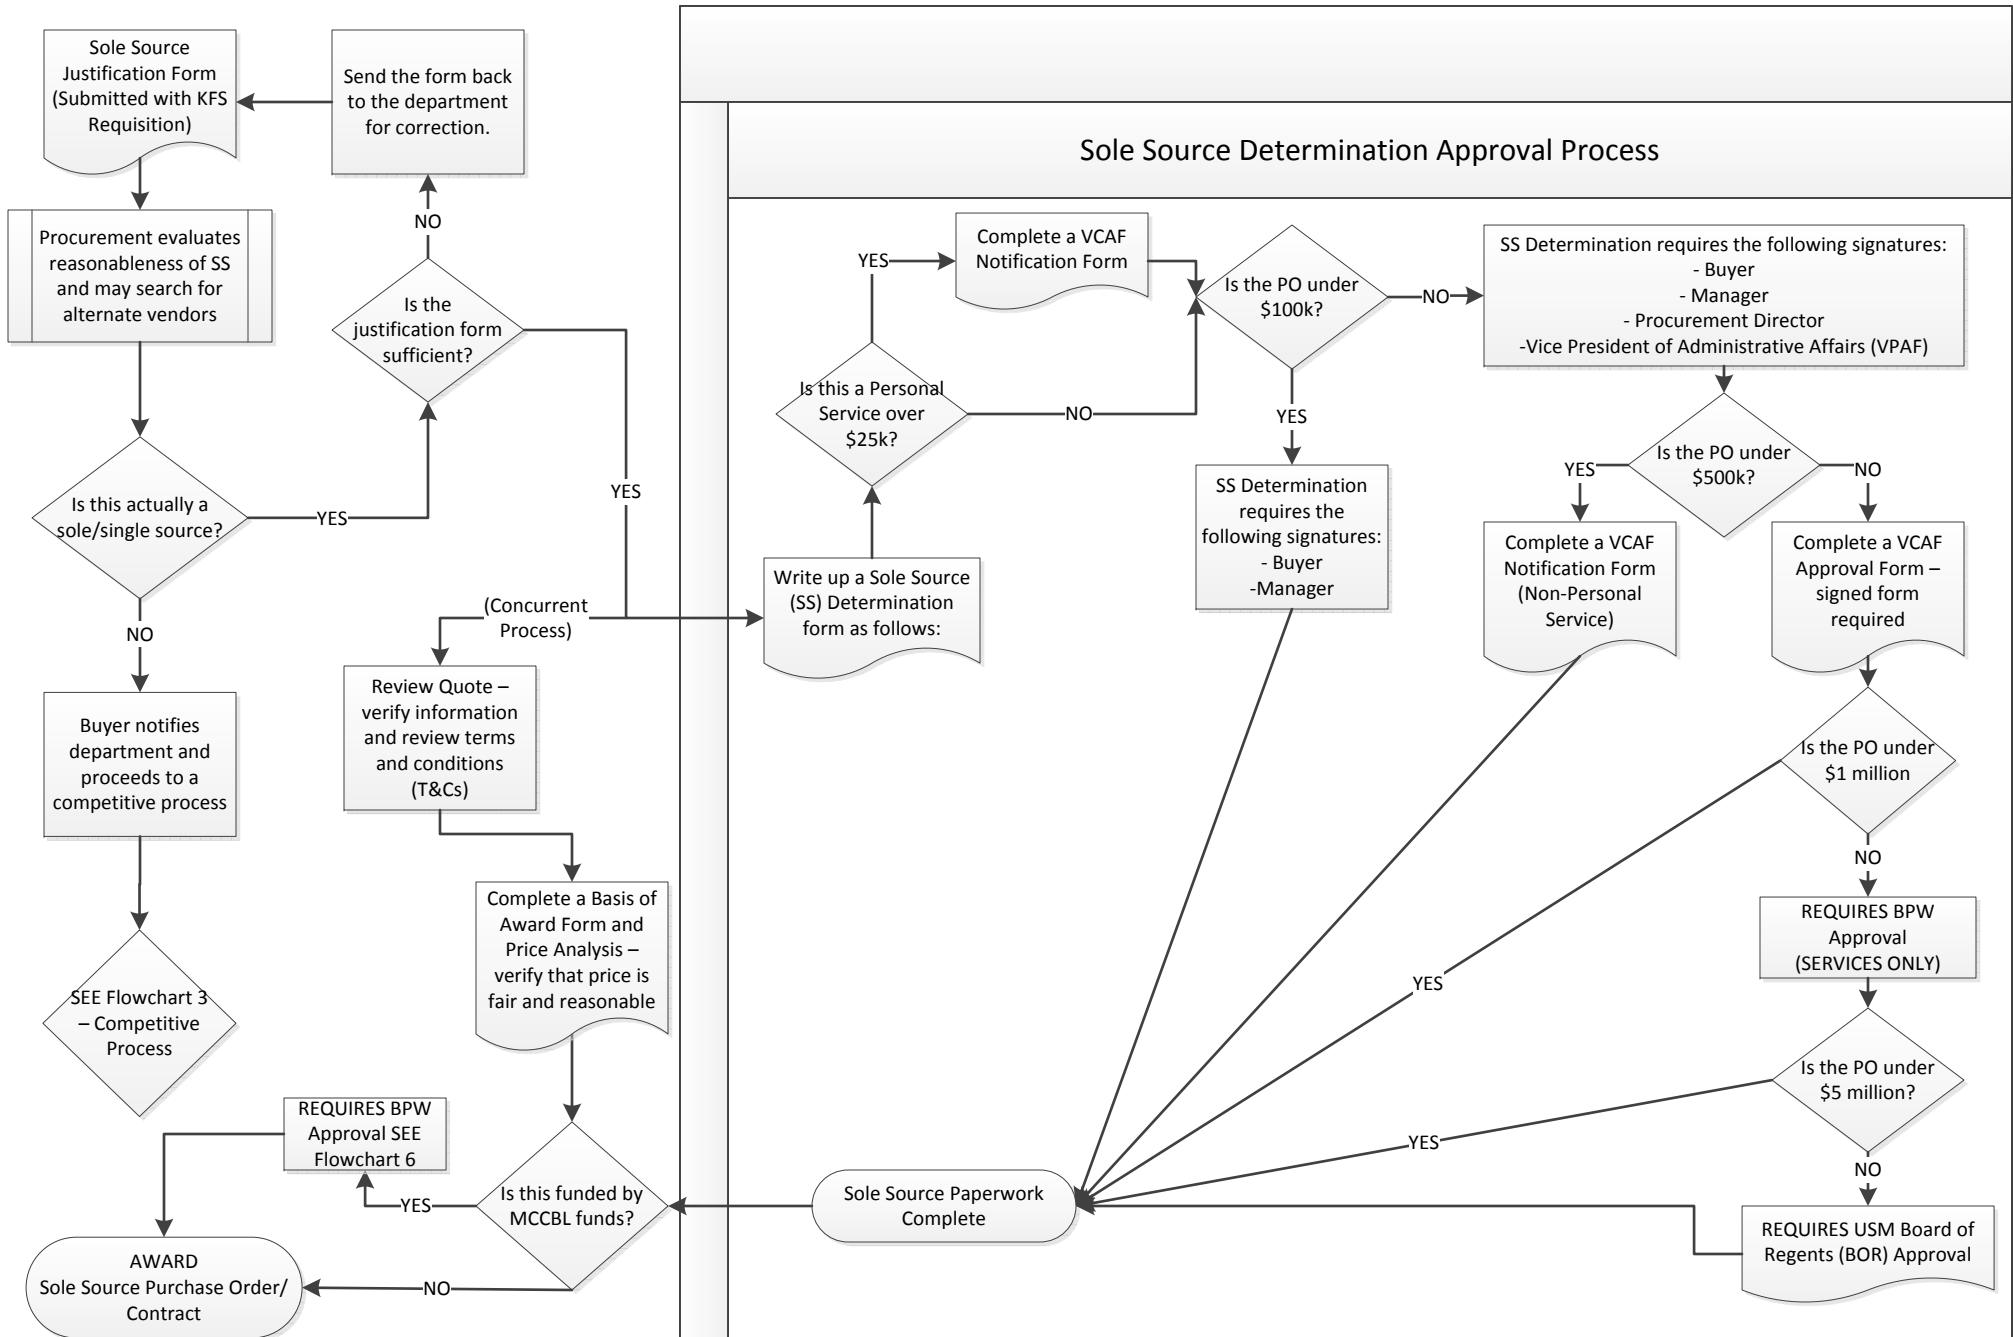 Sole Source
Justification Form
(Submitted with KFS
Requisition)
Send the form back
to the department
for correction.
NO
Procurement evaluates
reasonableness of SS
and may search for
alternate vendors
Is the
justification form
sufficient?
YES
Is this actually a
sole/single source?
YES
NO
(Concurrent
Process)
Buyer notifies
department and
proceeds to a
competitive process
Review Quote –
verify information
and review terms
and conditions
(T&Cs)
SEE Flowchart 3
– Competitive
Process
Complete a Basis of
Award Form and
Price Analysis –
verify that price is
fair and reasonable
REQUIRES BPW
Approval SEE
Flowchart 6
YES
Is this funded by
MCCBL funds?
AWARD
Sole Source Purchase Order/
Contract
NO
Sole Source Determination Approval Process
Complete a VCAF
Notification Form
YES
Is this a Personal
Service over
$25k?
NO
Write up a Sole Source
(SS) Determination
form as follows:
Is the PO under
$100k?
NO
YES
SS Determination
requires the
following signatures:
- Buyer
-Manager
SS Determination requires the following signatures:
- Buyer
- Manager
- Procurement Director
-Vice President of Administrative Affairs (VPAF)
Is the PO under
$500k?
YES
NO
Complete a VCAF
Notification Form
(Non-Personal
Service)
Complete a VCAF
Approval Form –
signed form
required
Is the PO under
$1 million
YES
NO
REQUIRES BPW
Approval
(SERVICES ONLY)
Is the PO under
$5 million?
YES
NO
Sole Source Paperwork
Complete
REQUIRES USM Board of
Regents (BOR) Approval